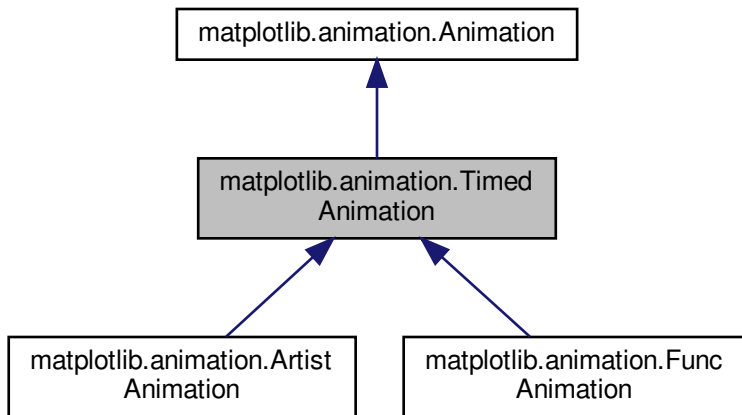 matplotlib.animation.Animation
matplotlib.animation.Timed
Animation
matplotlib.animation.Artist
Animation
matplotlib.animation.Func
Animation